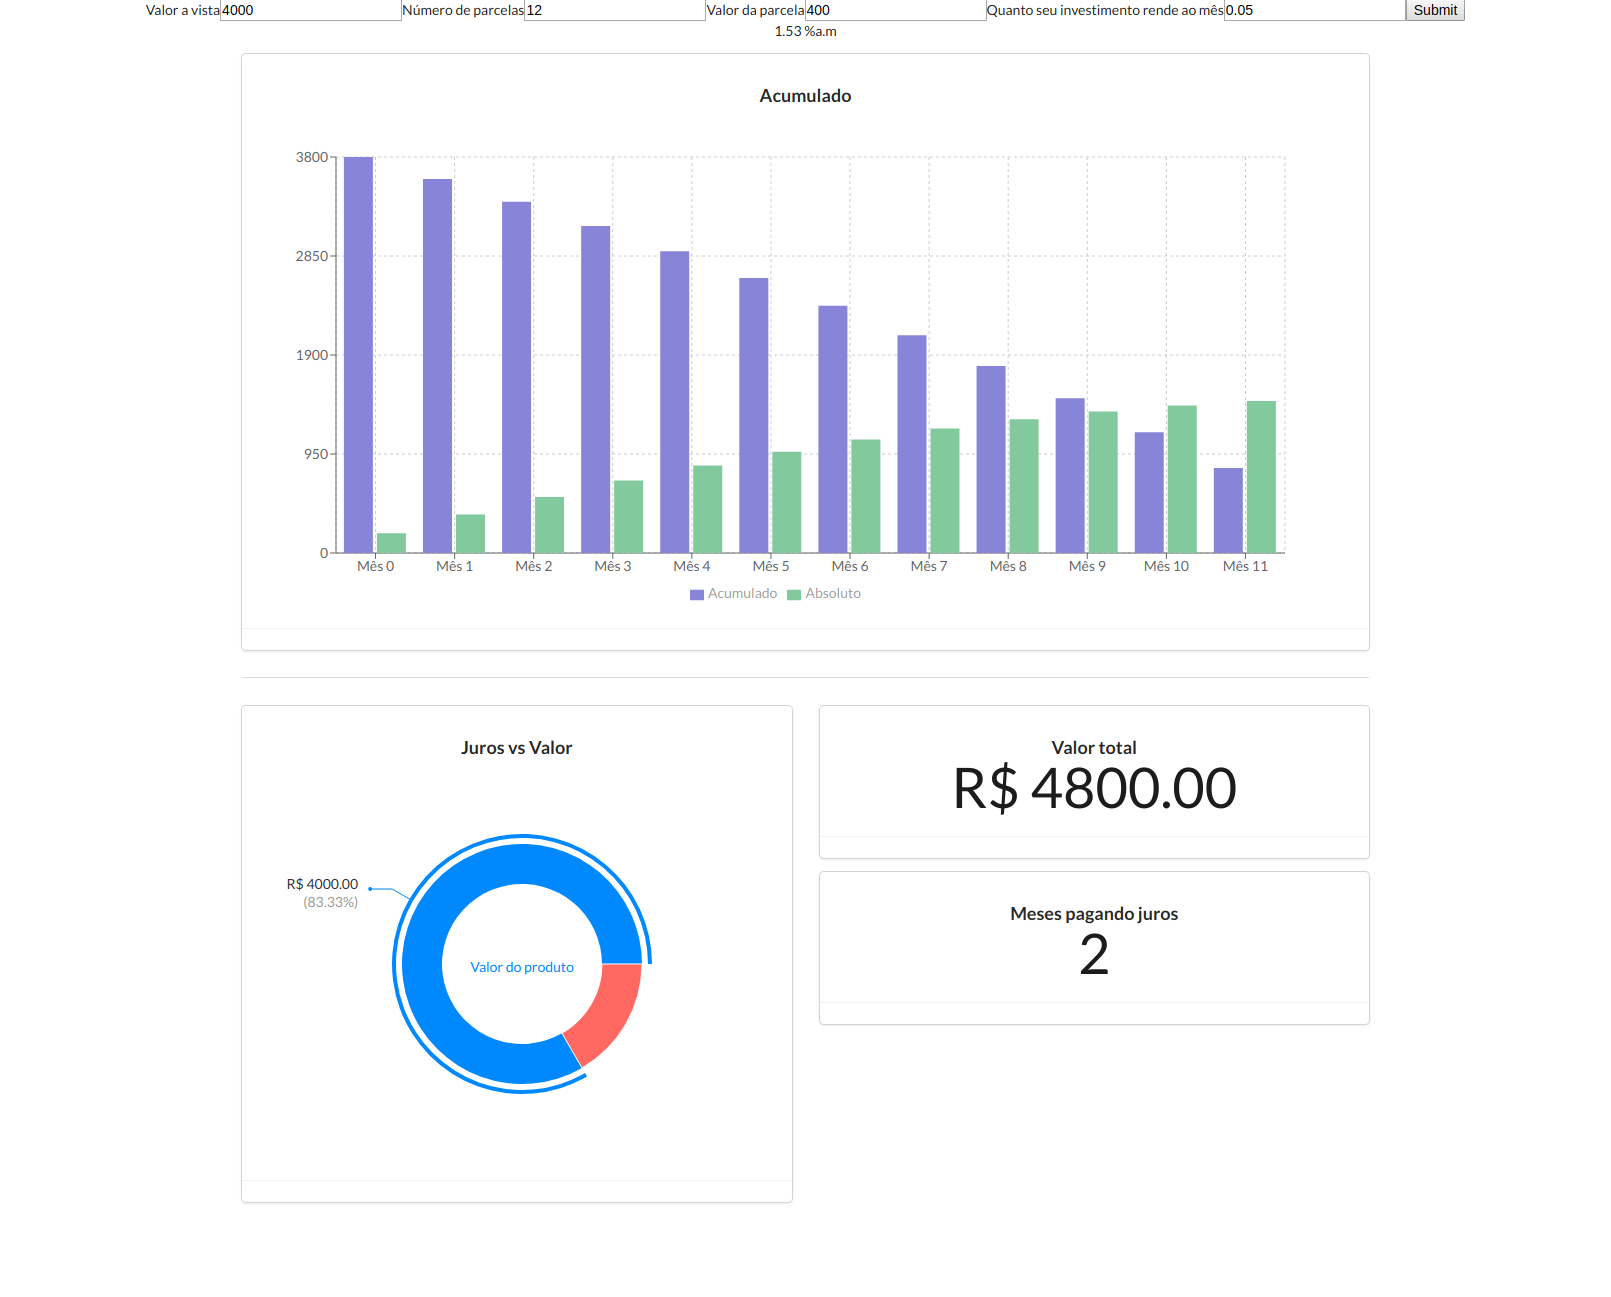 Valor a vista 4000 Número de parcelas 12 Valor da parcela 400 Quanto seu investimento rende ao mês 0.05 Submit
1.53 %a.m
Acumulado
3800
2850
1900
950
0
Mês 0 Mês 1 Mês 2 Mês 3 Mês 4 Mês 5 Mês 6 Mês 7 Mês 8 Mês 9 Mês 10 Mês 11
Acumulado Absoluto
Juros vs Valor
R$ 4000.00
(83.33%)
Valor do produto
Valor total
R$ 4800.00
Meses pagando juros
2